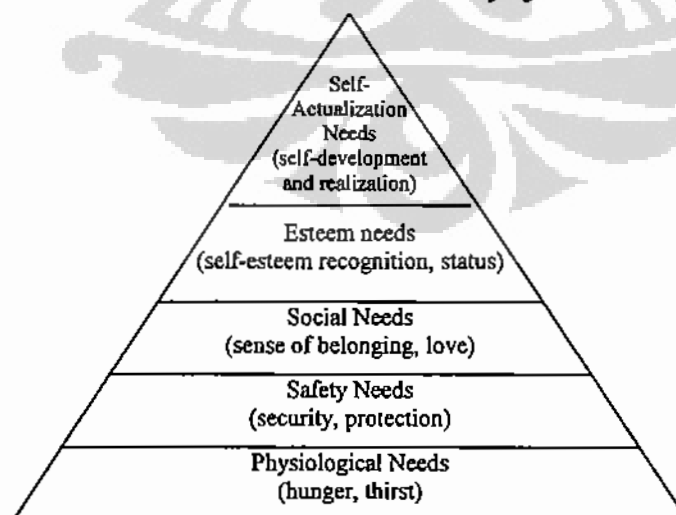 Self-
Actualization
Needs
(self-development
and realization)
Esteem needs
(self-esteem recognition, status)
Social Needs
(sense of belonging, love)
Safety Needs
(security, protection)
Physiological Needs
(hunger, thirst)